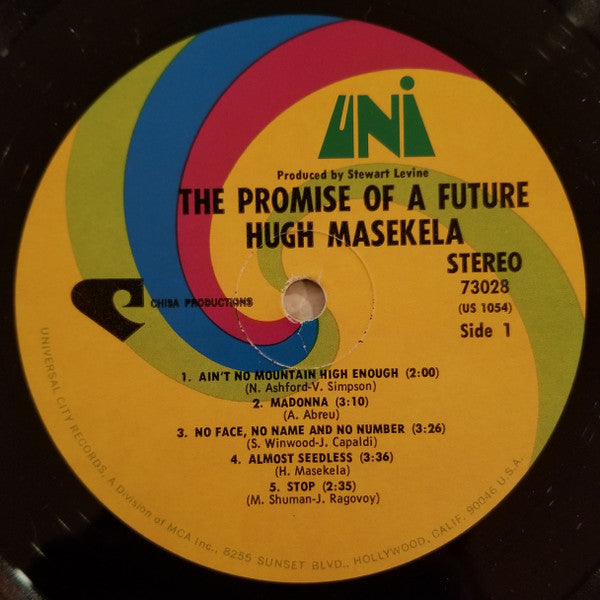 UNI
Produced by Stewart Levine
THE PROMISE OF A FUTURE
HUGH MASEKELA
STEREO
73028
(US 1054)
Side 1
CHISA PRODUCTIONS
1. AIN'T NO MOUNTAIN HIGH ENOUGH (2:00)
(N. Ashford-V. Simpson)
2. MADONNA (3:10)
(A. Abreu)
3. NO FACE, NO NAME AND NO NUMBER (3:26)
(S. Winwood-J. Capaldi)
4. ALMOST SEEDLESS (3:36)
(H. Masekela)
5. STOP (2:35)
(M. Shuman-J. Ragovoy)
UNIVERSAL CITY RECORDS, A Division of MCA Inc., 8255 SUNSET BLVD., HOLLYWOOD, CALIF. 90046 U.S.A.